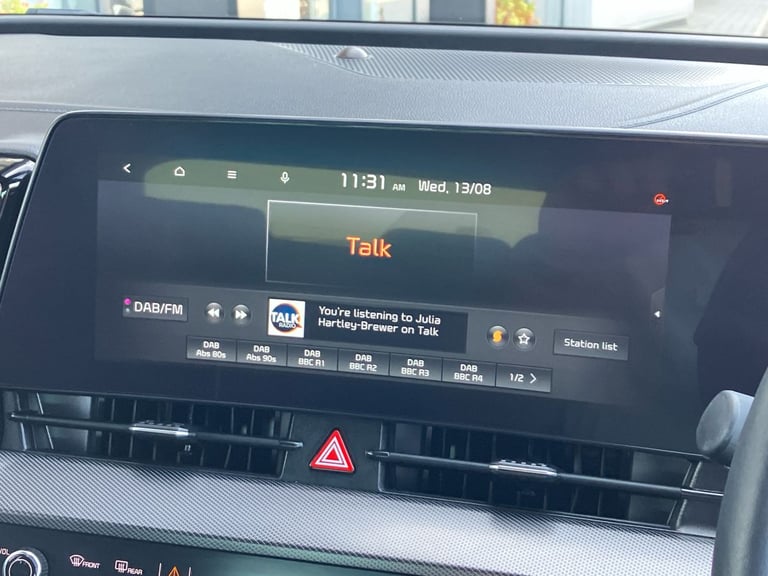 11:31 AM Wed, 13/08
Talk
DAB/FM
TALK
RADIO
You're listening to Julia
Hartley-Brewer on Talk
Station list
DAB
Abs 80s
DAB
Abs 90s
DAB
BBC R1
DAB
BBC R2
DAB
BBC R3
DAB
BBC R4
1/2 >
VOL
FRONT
REAR